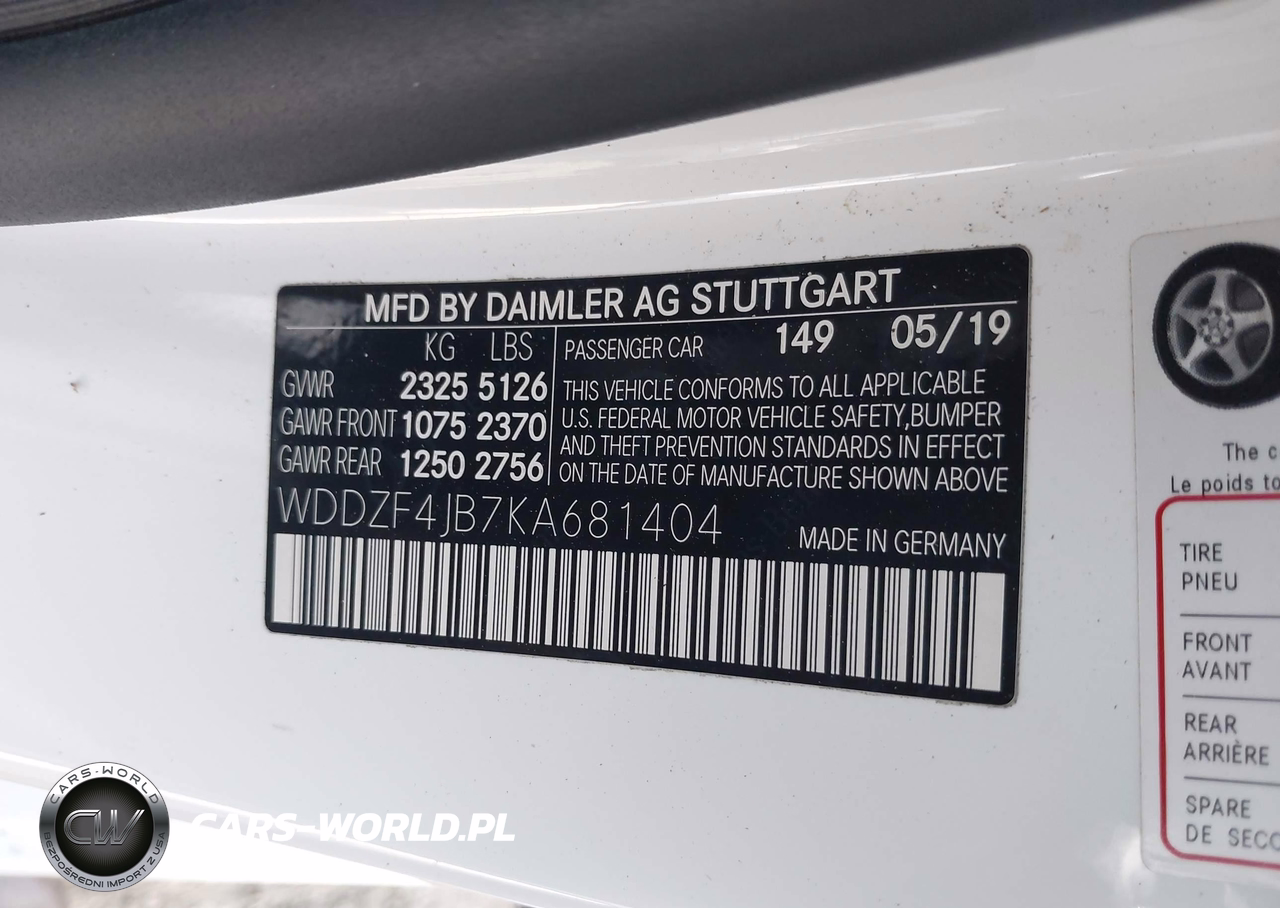 MFD BY DAIMLER AG STUTTGART
KG LBS
GVWR 2325 5126
GAWR FRONT 1075 2370
GAWR REAR 1250 2756
PASSENGER CAR 149 05/19
THIS VEHICLE CONFORMS TO ALL APPLICABLE
U.S. FEDERAL MOTOR VEHICLE SAFETY, BUMPER
AND THEFT PREVENTION STANDARDS IN EFFECT
ON THE DATE OF MANUFACTURE SHOWN ABOVE
WDDZF4JB7KA681404
MADE IN GERMANY
The c
Le poids to
TIRE
PNEU
FRONT
AVANT
REAR
ARRIÈRE
SPARE
DE SECO
CARS-WORLD
CW
BEZPOŚREDNI IMPORT Z USA
CARS-WORLD.PL